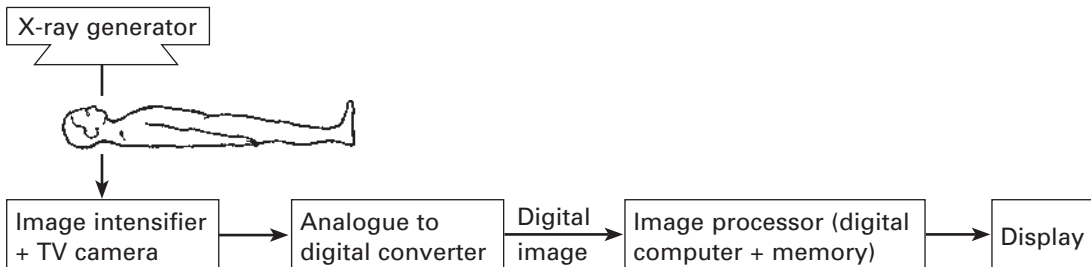 X-ray generator
Image intensifier
+ TV camera
Analogue to
digital converter
Digital
image
Image processor (digital
computer + memory)
Display